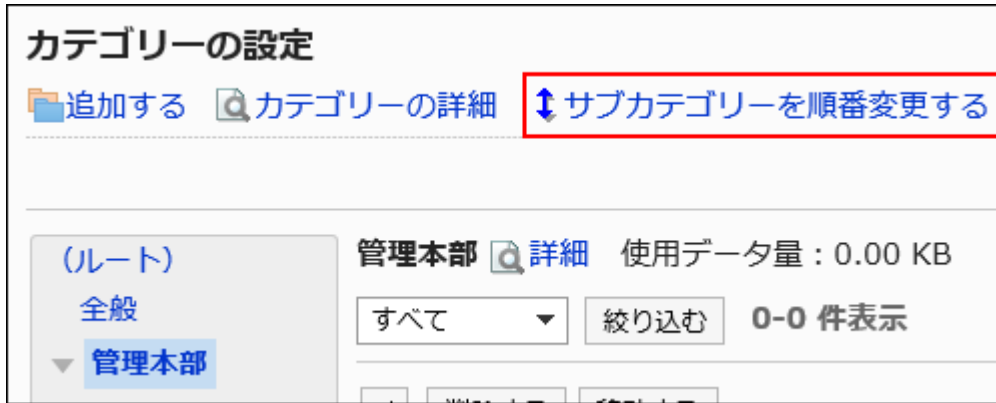 カテゴリーの設定
追加する カテゴリーの詳細 サブカテゴリーを順番変更する
(ルート)
全般
管理本部
管理本部 詳細 使用データ量 : 0.00 KB
すべて 絞り込む 0-0 件表示